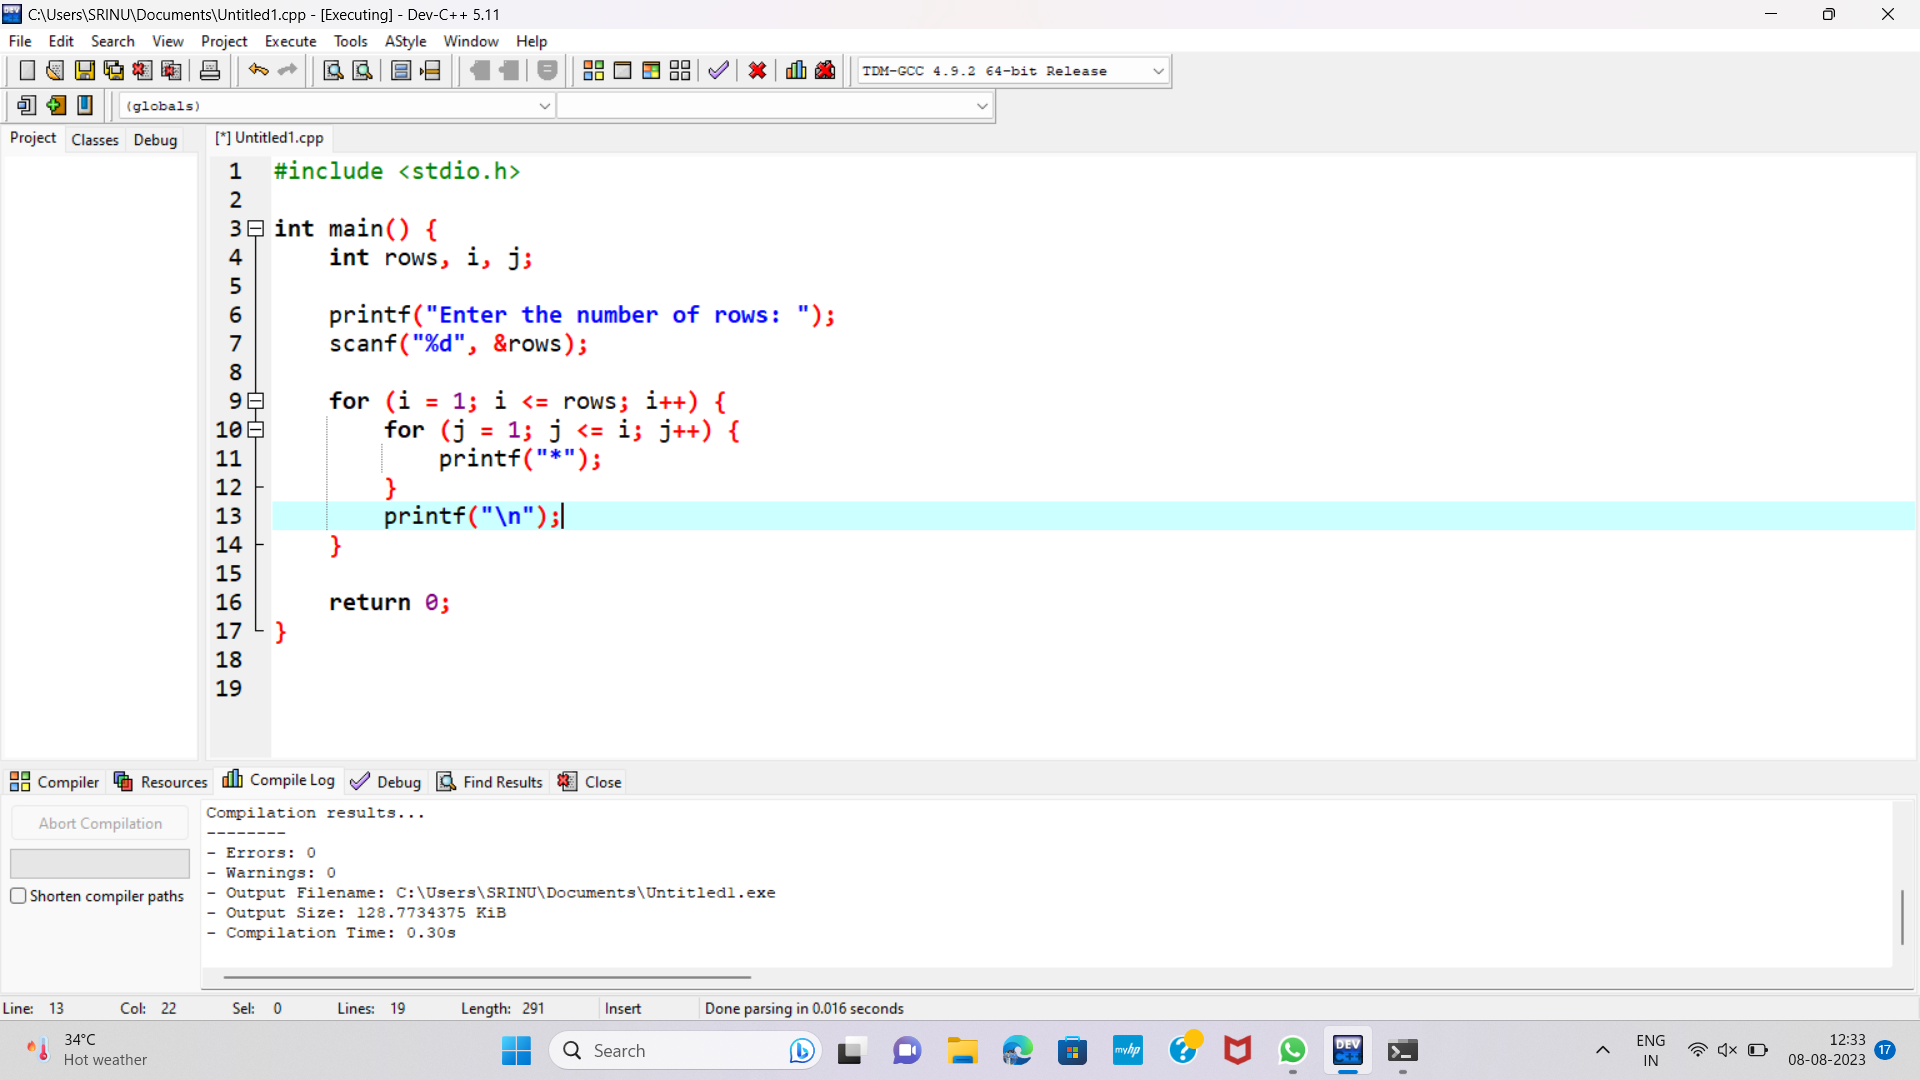 C:\Users\SRINU\Documents\Untitled1.cpp - [Executing] - Dev-C++ 5.11
File Edit Search View Project Execute Tools AStyle Window Help
TDM-GCC 4.9.2 64-bit Release
(globals)
Project Classes Debug [*] Untitled1.cpp
1 #include <stdio.h>
2
3 int main() {
4     int rows, i, j;
5
6     printf("Enter the number of rows: ");
7     scanf("%d", &rows);
8
9     for (i = 1; i <= rows; i++) {
10         for (j = 1; j <= i; j++) {
11             printf("*");
12         }
13         printf("\n");
14     }
15
16     return 0;
17 }
18
19
Compiler Resources Compile Log Debug Find Results Close
Abort Compilation
Shorten compiler paths
Compilation results...
--------
- Errors: 0
- Warnings: 0
- Output Filename: C:\Users\SRINU\Documents\Untitled1.exe
- Output Size: 128.7734375 KiB
- Compilation Time: 0.30s
Line: 13 Col: 22 Sel: 0 Lines: 19 Length: 291 Insert Done parsing in 0.016 seconds
34°C
Hot weather
Search
myhp
DEV
C++
ENG
IN
12:33
08-08-2023
17